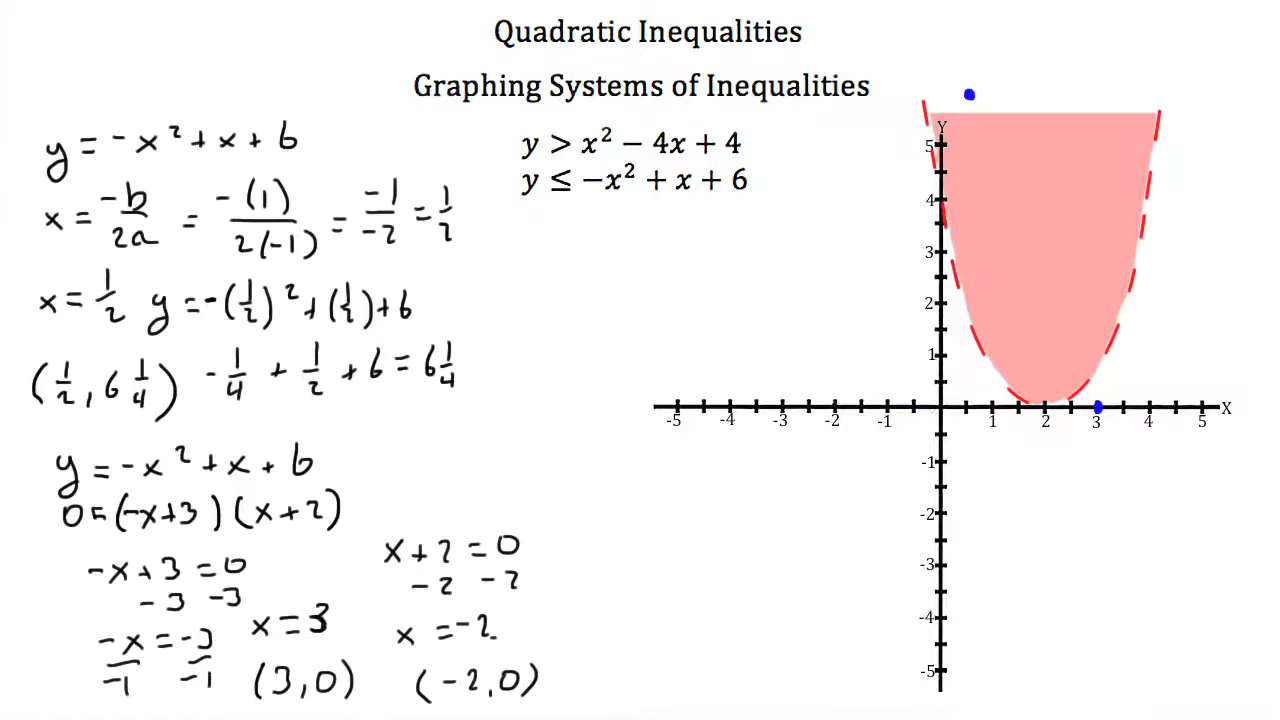 Quadratic Inequalities
Graphing Systems of Inequalities
y > x² − 4x + 4
y ≤ −x² + x + 6
y = -x² + x + 6
x = -b/2a = -(1)/2(-1) = -1/-2 = 1/2
x = 1/2 y = -(1/2)² + (1/2) + 6
(1/2, 6 1/4) -1/4 + 1/2 + 6 = 6 1/4
y = -x² + x + 6
0 = (-x+3)(x+2)
-x + 3 = 0
-3 -3
-x/-1 = -3/-1 x = 3
(3,0)
x + 2 = 0
-2 -2
x = -2
(-2,0)
Y
5
4
3
2
1
-5 -4 -3 -2 -1 1 2 3 4 5 X
-1
-2
-3
-4
-5